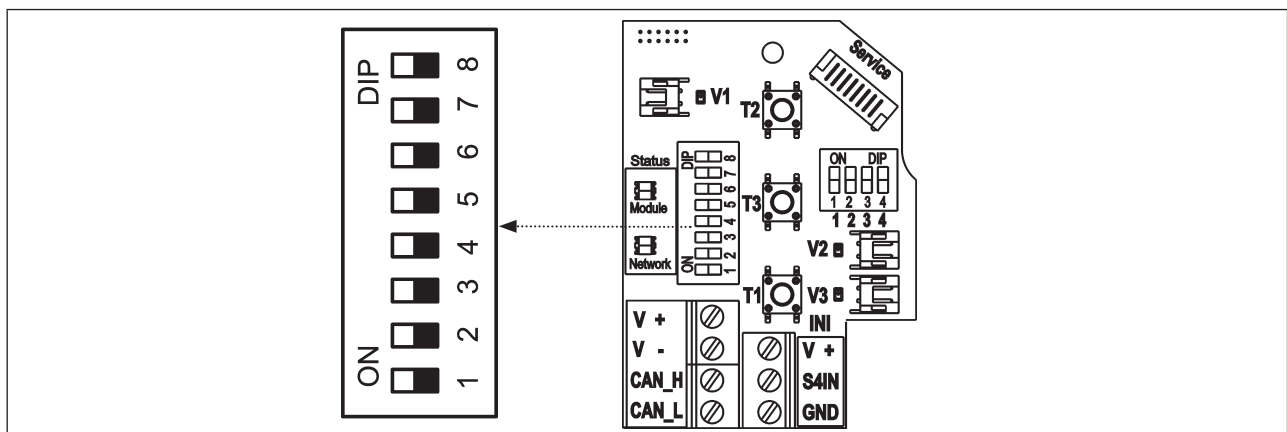 DIP
8
7
6
5
4
3
2
1
ON
Service
V1
T2
Status
Module
Network
DIP
8
7
6
5
4
3
2
1
ON
T3
ON DIP
1 2 3 4
1 2 3 4
V2
V3
T1
INI
V +
V -
CAN_H
CAN_L
V +
S4IN
GND